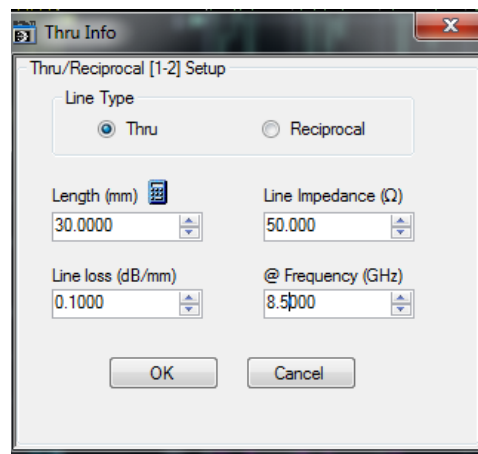 Thru Info
Thru/Reciprocal [1-2] Setup
Line Type
Thru Reciprocal
Length (mm) Line Impedance (Ω)
30.0000 50.000
Line loss (dB/mm) @ Frequency (GHz)
0.1000 8.5000
OK Cancel